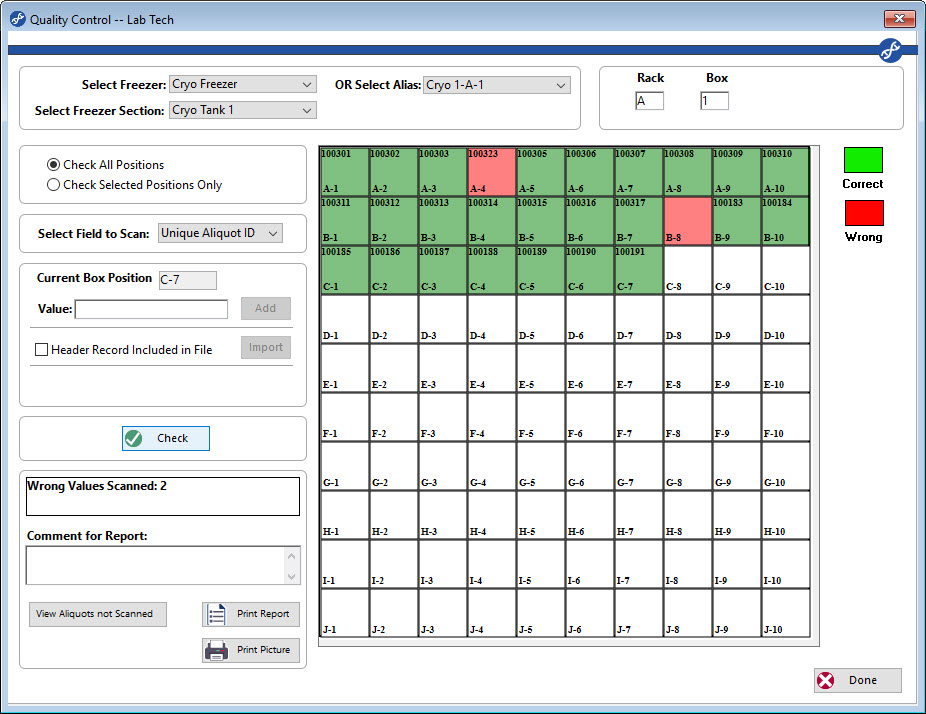 Quality Control -- Lab Tech
Select Freezer: Cryo Freezer OR Select Alias: Cryo 1-A-1
Select Freezer Section: Cryo Tank 1
Rack Box
A 1
Check All Positions
Check Selected Positions Only
Select Field to Scan: Unique Aliquot ID
Current Box Position C-7
Value: Add
Header Record Included in File Import
Check
Wrong Values Scanned: 2
Comment for Report:
View Aliquots not Scanned Print Report
Print Picture
100301 100302 100303 100323 100305 100306 100307 100308 100309 100310
A-1 A-2 A-3 A-4 A-5 A-6 A-7 A-8 A-9 A-10
100311 100312 100313 100314 100315 100316 100317 100183 100184
B-1 B-2 B-3 B-4 B-5 B-6 B-7 B-8 B-9 B-10
100185 100186 100187 100188 100189 100190 100191
C-1 C-2 C-3 C-4 C-5 C-6 C-7 C-8 C-9 C-10
D-1 D-2 D-3 D-4 D-5 D-6 D-7 D-8 D-9 D-10
E-1 E-2 E-3 E-4 E-5 E-6 E-7 E-8 E-9 E-10
F-1 F-2 F-3 F-4 F-5 F-6 F-7 F-8 F-9 F-10
G-1 G-2 G-3 G-4 G-5 G-6 G-7 G-8 G-9 G-10
H-1 H-2 H-3 H-4 H-5 H-6 H-7 H-8 H-9 H-10
I-1 I-2 I-3 I-4 I-5 I-6 I-7 I-8 I-9 I-10
J-1 J-2 J-3 J-4 J-5 J-6 J-7 J-8 J-9 J-10
Correct
Wrong
Done